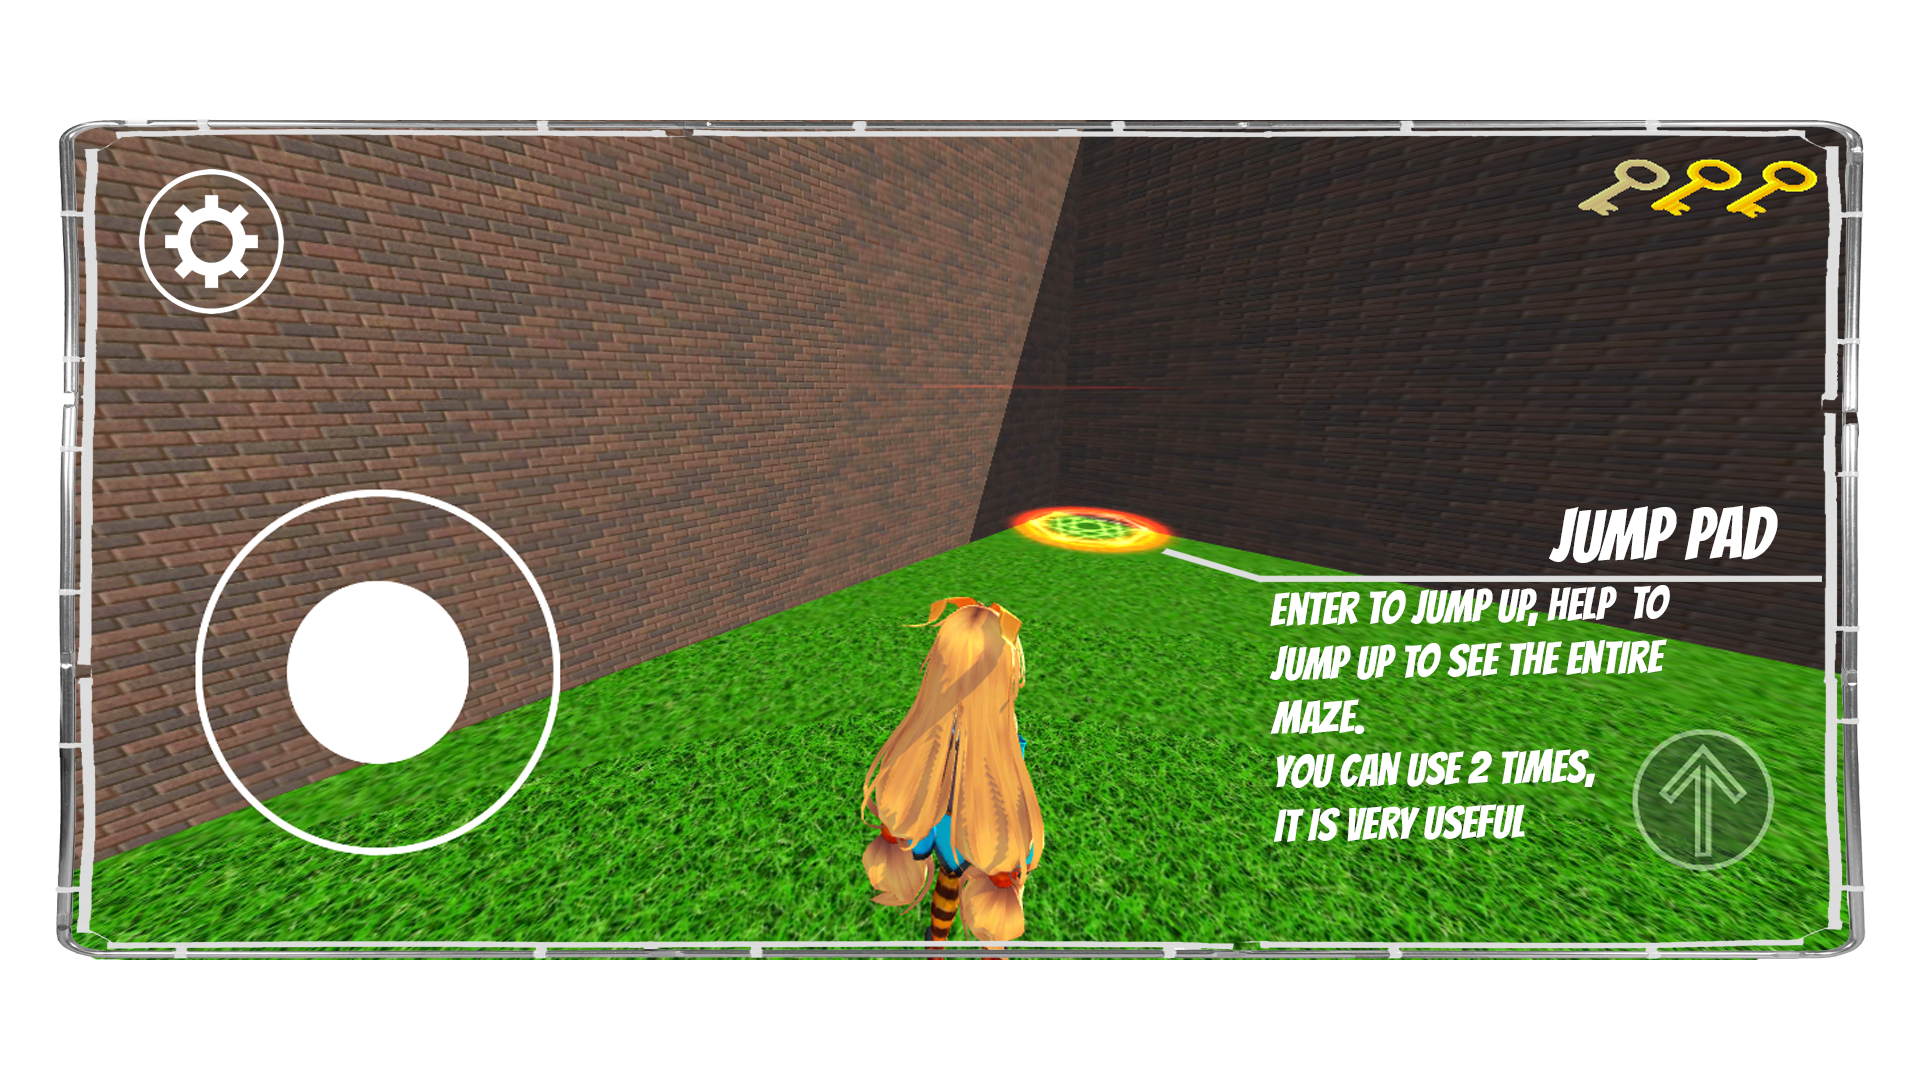 JUMP PAD
ENTER TO JUMP UP, HELP TO
JUMP UP TO SEE THE ENTIRE
MAZE.
YOU CAN USE 2 TIMES,
IT IS VERY USEFUL